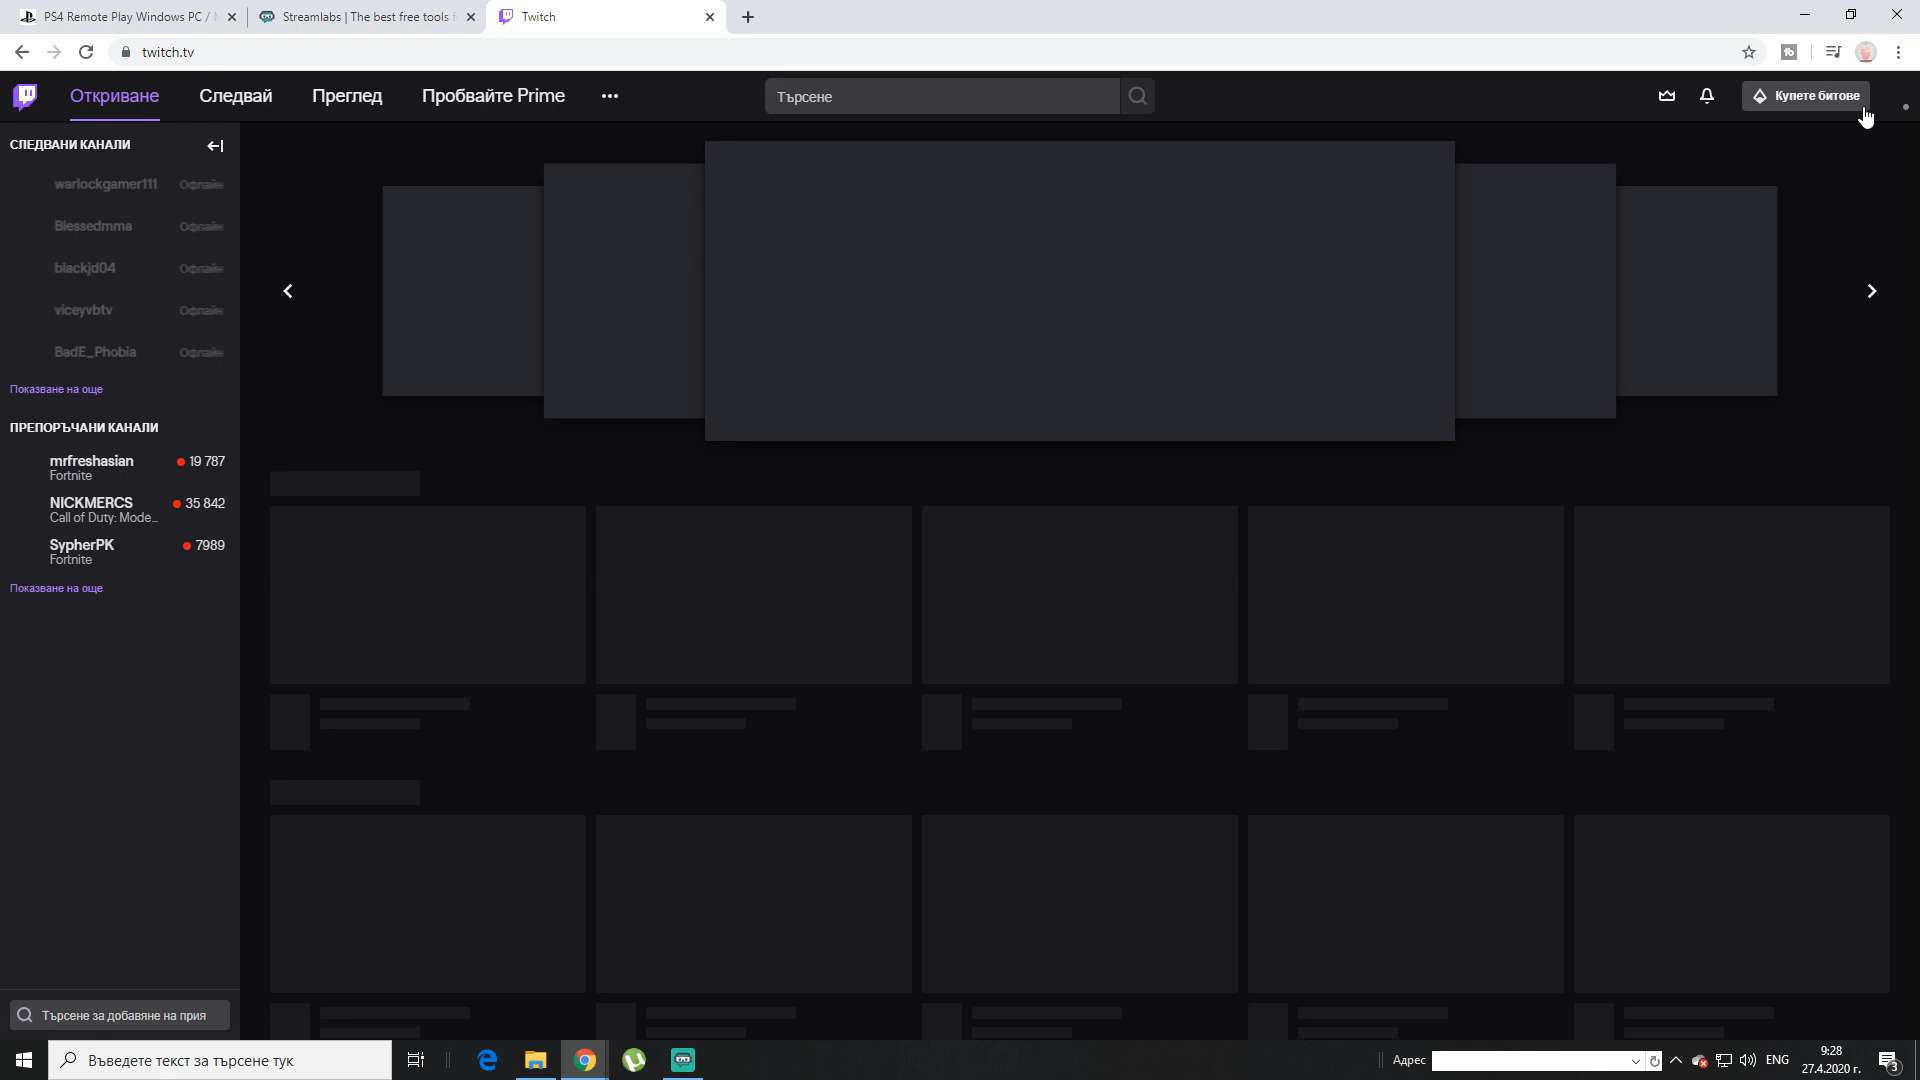 PS4 Remote Play Windows PC /
Streamlabs | The best free tools f
Twitch
twitch.tv
Откриване
Следвай
Преглед
Пробвайте Prime
Търсене
Купете битове
СЛЕДВАНИ КАНАЛИ
warlockgamer111 Офлайн
Blessedmma Офлайн
blackjd04 Офлайн
viceyvbtv Офлайн
BadE_Phobia Офлайн
Показване на още
ПРЕПОРЪЧАНИ КАНАЛИ
mrfreshasian 19 787
Fortnite
NICKMERCS 35 842
Call of Duty: Mode...
SypherPK 7989
Fortnite
Показване на още
Търсене за добавяне на прия
Въведете текст за търсене тук
Адрес
ENG
9:28
27.4.2020 г.
3